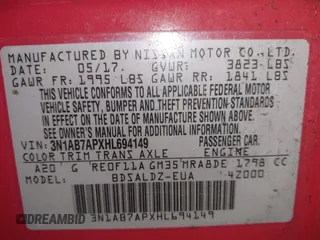 MANUFACTURED BY NISSAN MOTOR CO., LTD.
DATE: 05/17 GVWR: 3823 LBS
GAWR FR: 1995 LBS GAWR RR: 1841 LBS
THIS VEHICLE CONFORMS TO ALL APPLICABLE FEDERAL MOTOR
VEHICLE SAFETY, BUMPER AND THEFT PREVENTION STANDARDS
IN EFFECT ON THE DATE OF MANUFACTURE SHOWN ABOVE.
SEE OWNER'S MANUAL FOR ADDITIONAL INFORMATION
VIN: 3N1AB7APXHL694149 PASSENGER CAR
COLOR TRIM TRANS AXLE ENGINE
A20 G RE0F11A GM35 MRA8DE 1798 CC
MODEL: BDSALDZ-EUA 4Z000
3N1AB7APXHL694149
DREAMBID